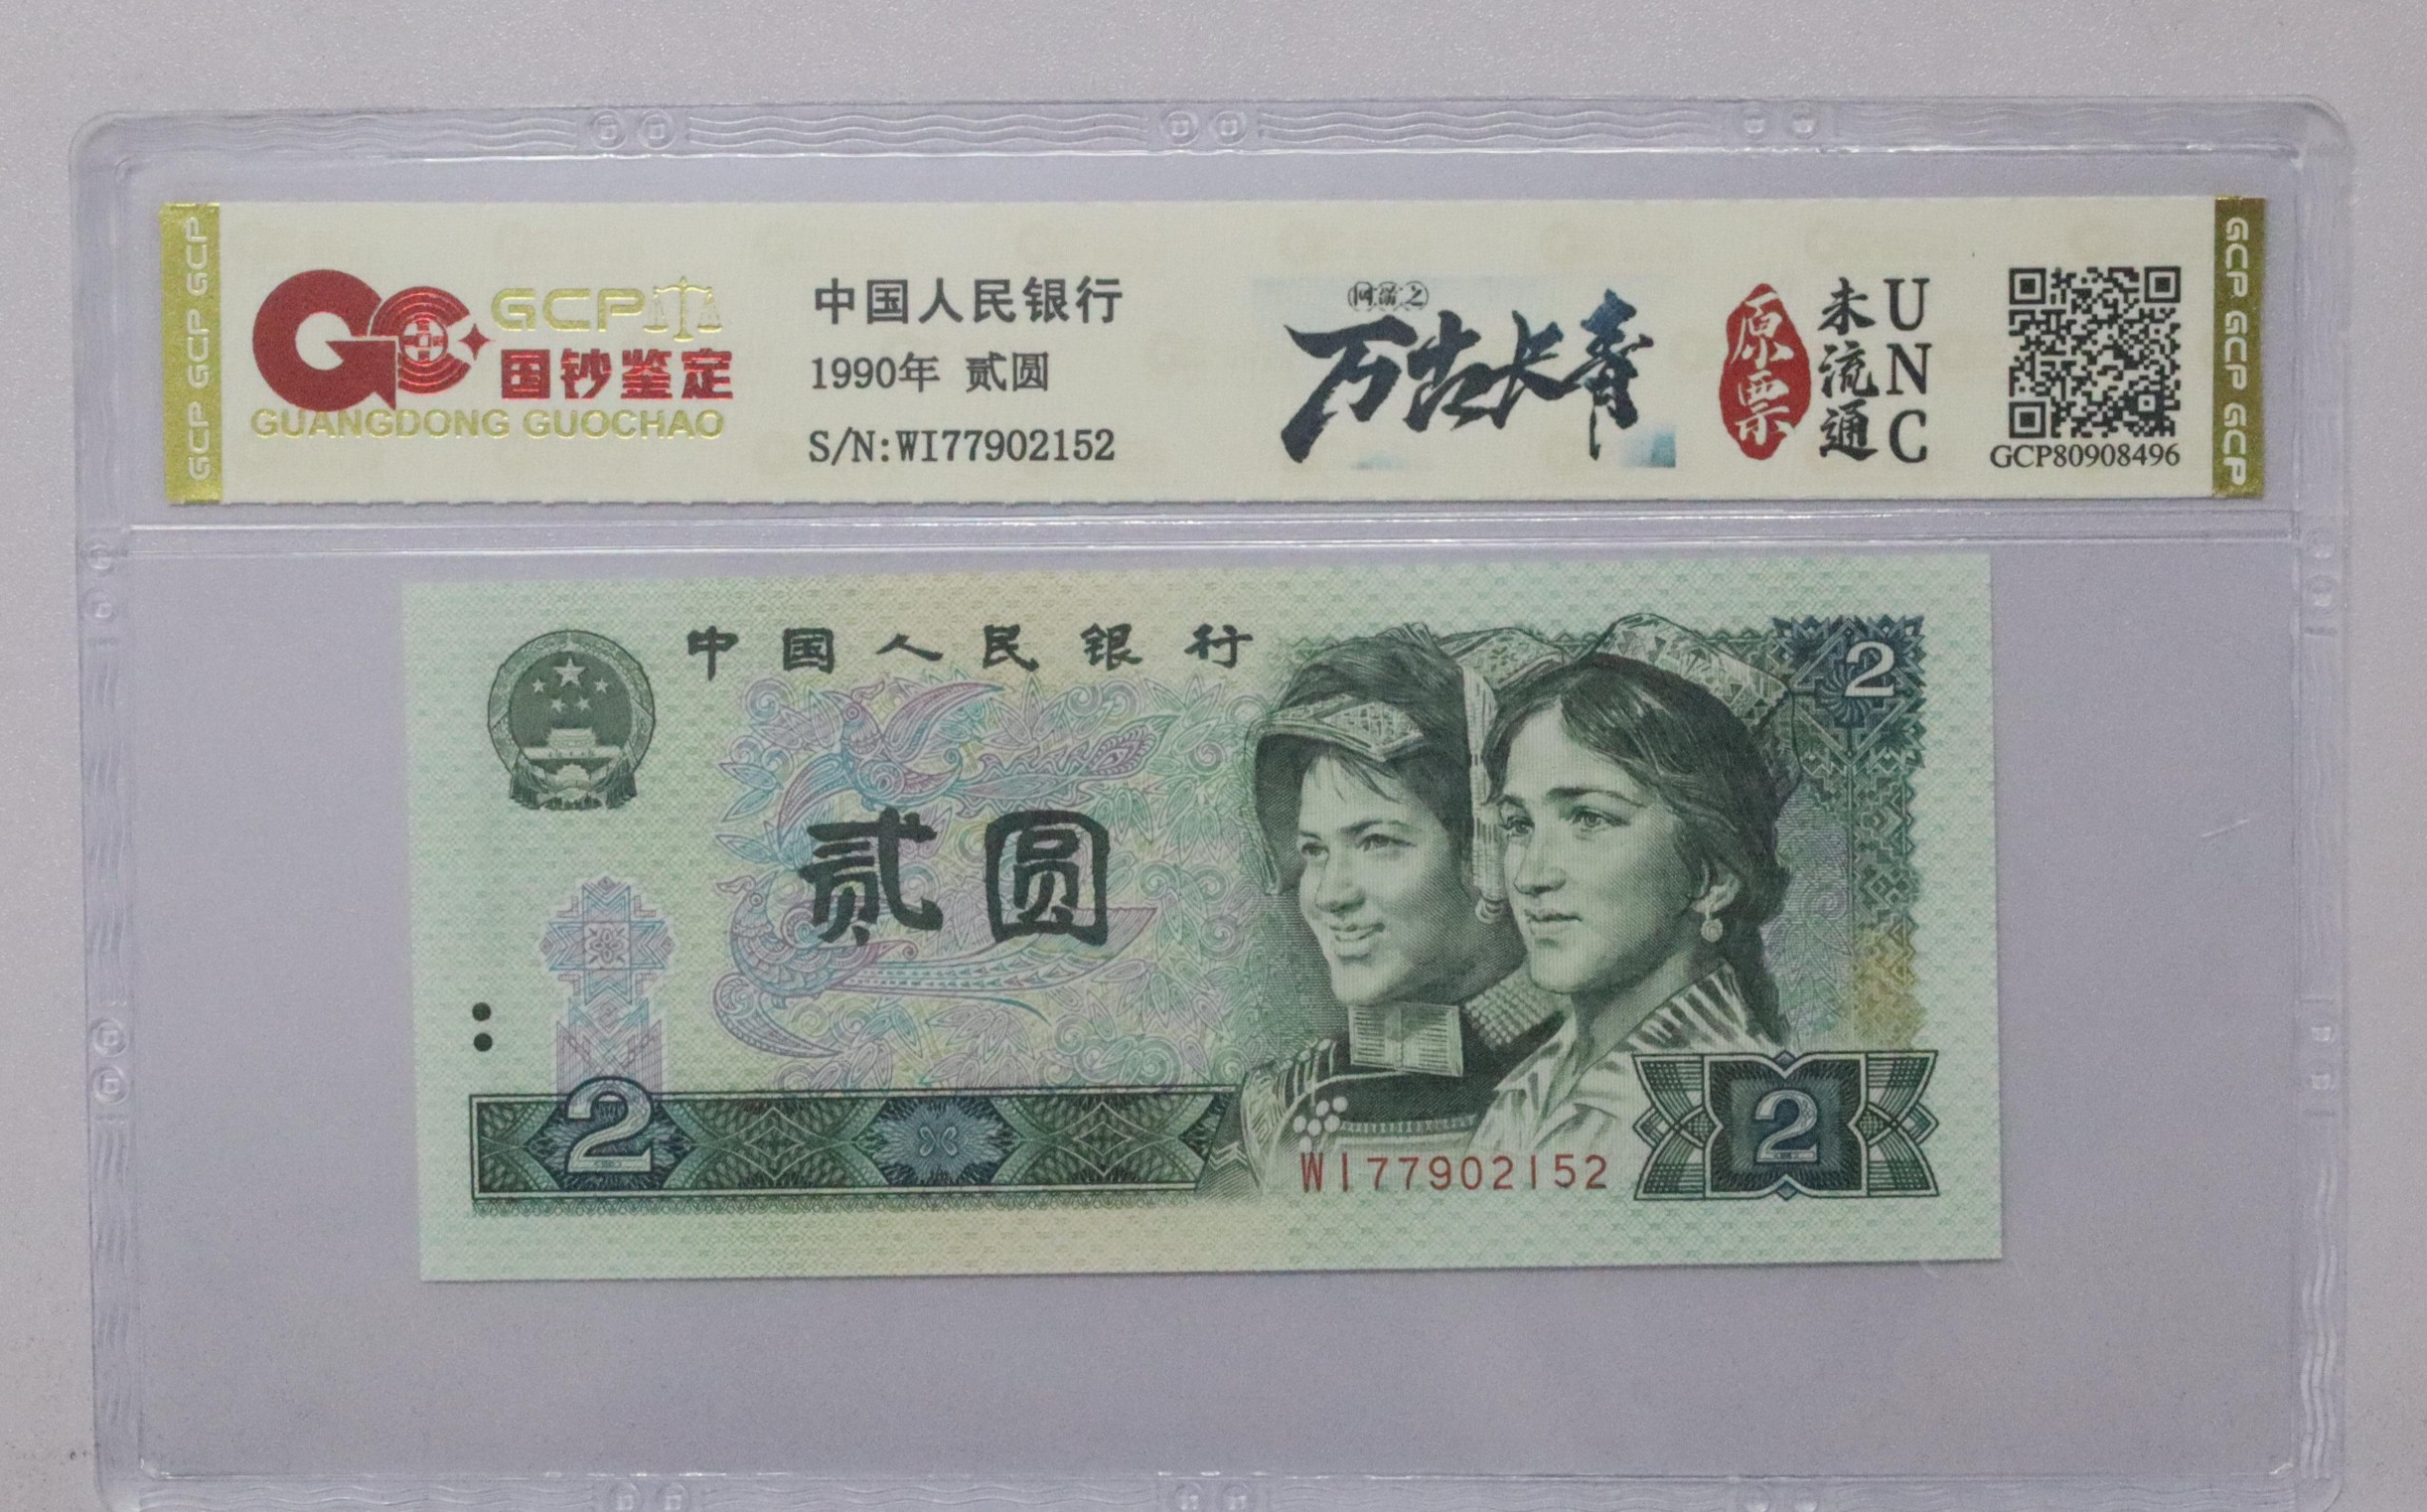 GCP GCP GCP
GCP
国钞鉴定
GUANGDONG GUOCHAO
中国人民银行
1990年 贰圆
S/N:WI77902152
万古长青
原票
未流通
UNC
GCP80908496
GCP GCP GCP
中国人民银行
2
贰圆
2
WI77902152
2